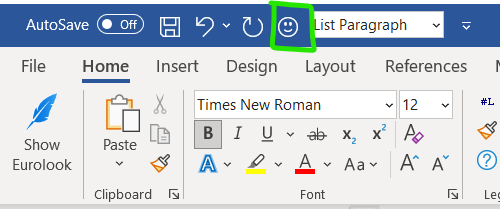 AutoSave Off List Paragraph
File Home Insert Design Layout References
Times New Roman 12 #L
B I U ab x2 x2 A
A A Aa A A
Show Eurolook
Paste
Clipboard Font Le